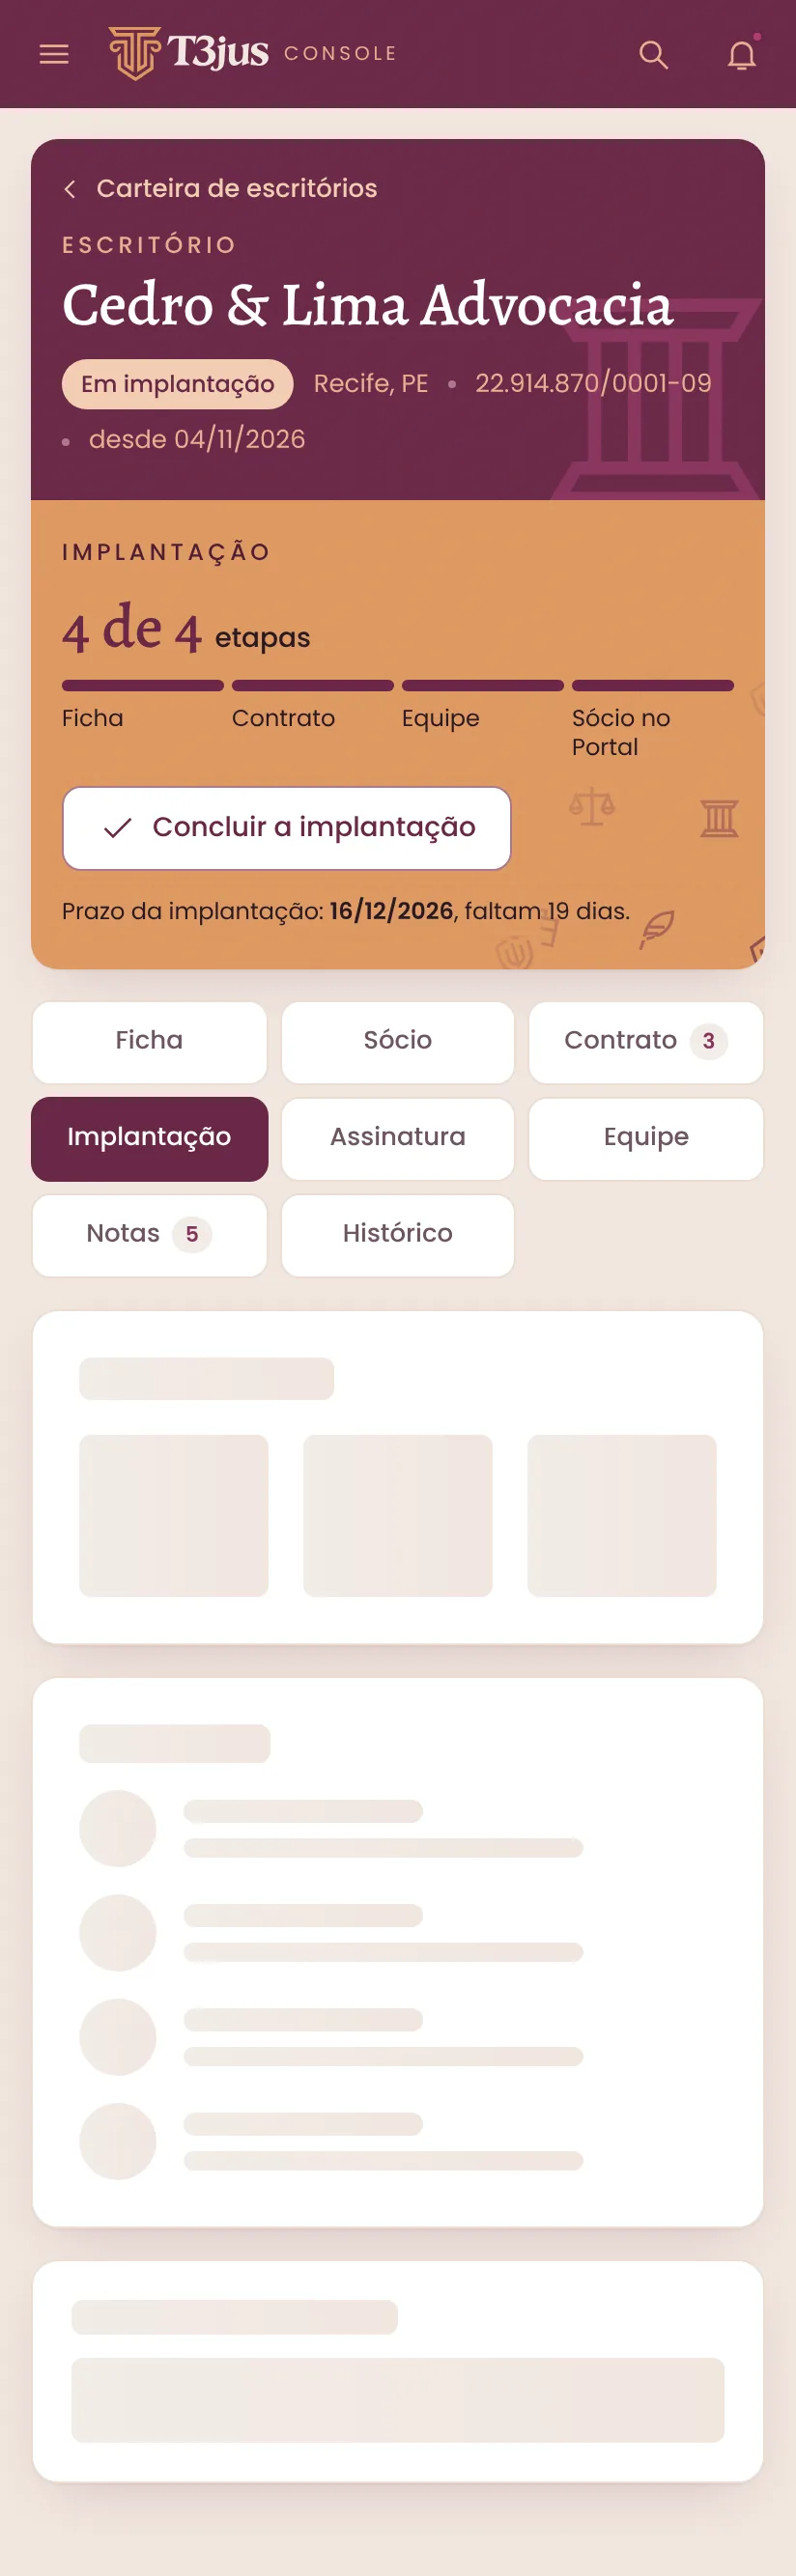 T3jus CONSOLE
Carteira de escritórios
ESCRITÓRIO
Cedro & Lima Advocacia
Em implantação Recife, PE • 22.914.870/0001-09
• desde 04/11/2026
IMPLANTAÇÃO
4 de 4 etapas
Ficha Contrato Equipe Sócio no
Portal
Concluir a implantação
Prazo da implantação: 16/12/2026, faltam 19 dias.
Ficha Sócio Contrato 3
Implantação Assinatura Equipe
Notas 5 Histórico